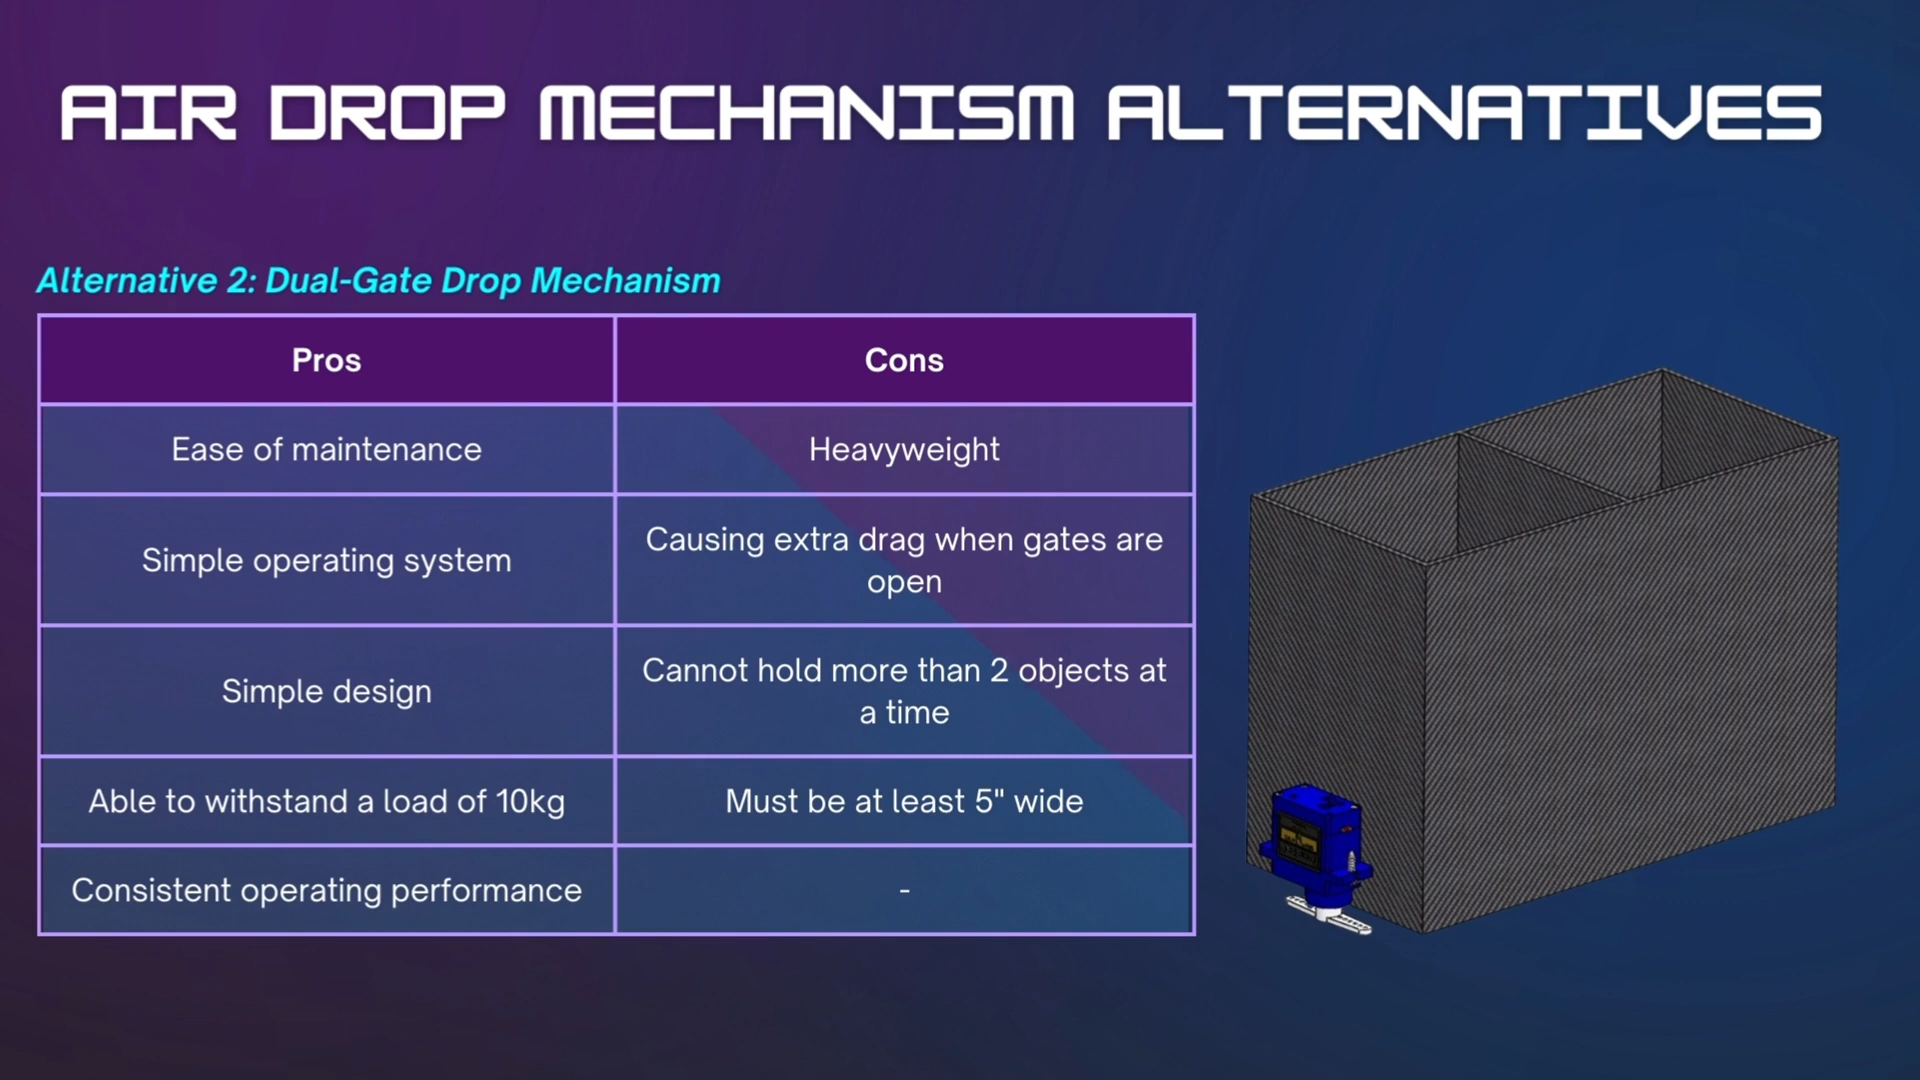 AIR DROP MECHANISM ALTERNATIVES
Alternative 2: Dual-Gate Drop Mechanism
Pros
Cons
Ease of maintenance
Heavyweight
Simple operating system
Causing extra drag when gates are
open
Simple design
Cannot hold more than 2 objects at
a time
Able to withstand a load of 10kg
Must be at least 5" wide
Consistent operating performance
-